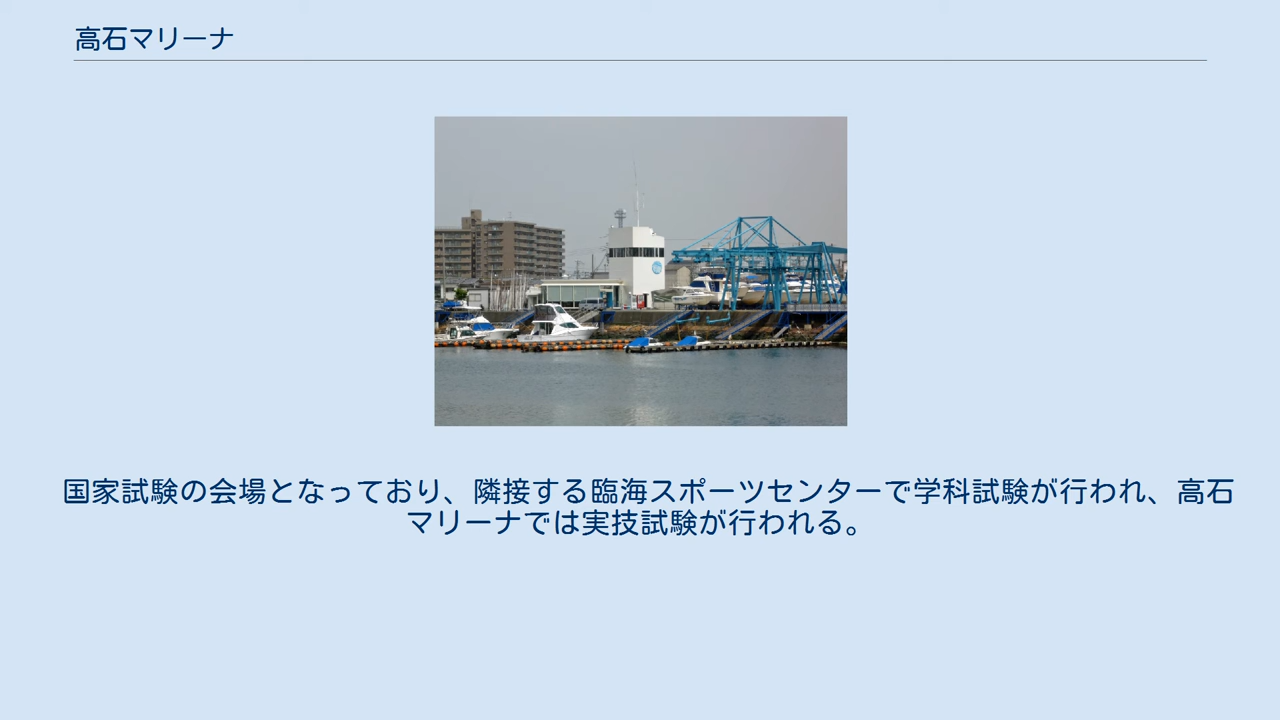 高石マリーナ
国家試験の会場となっており、隣接する臨海スポーツセンターで学科試験が行われ、高石
マリーナでは実技試験が行われる。